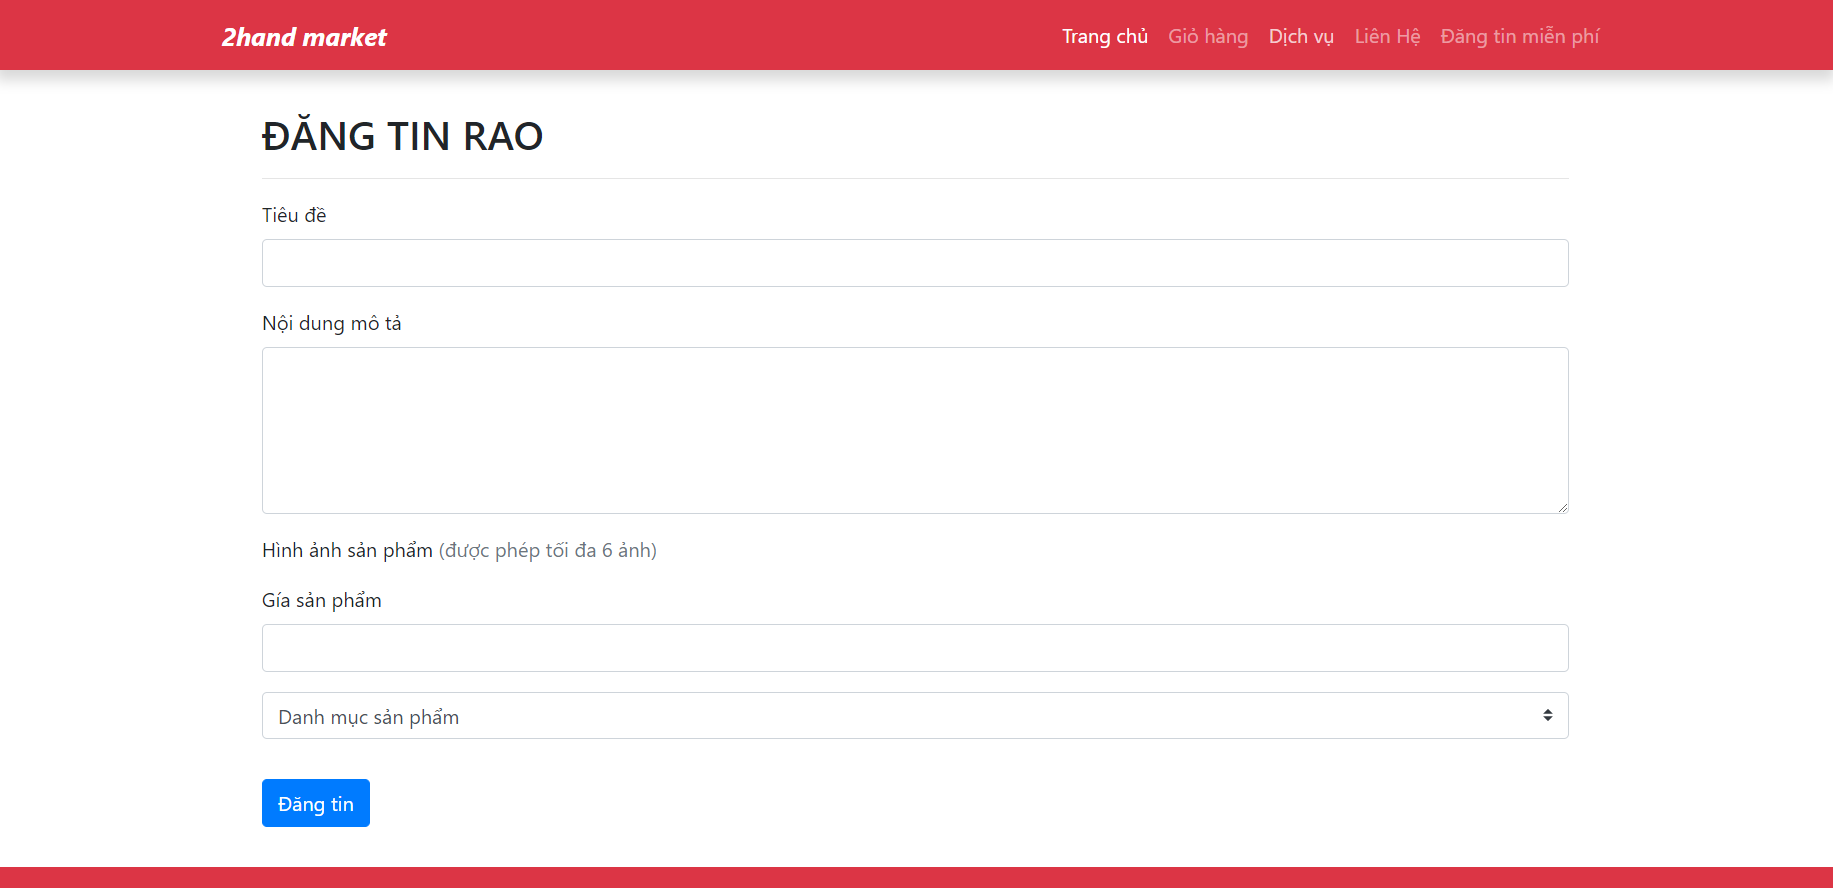 2hand market Trang chủ Giỏ hàng Dịch vụ Liên Hệ Đăng tin miễn phí
ĐĂNG TIN RAO
Tiêu đề
Nội dung mô tả
Hình ảnh sản phẩm (được phép tối đa 6 ảnh)
Gía sản phẩm
Danh mục sản phẩm
Đăng tin